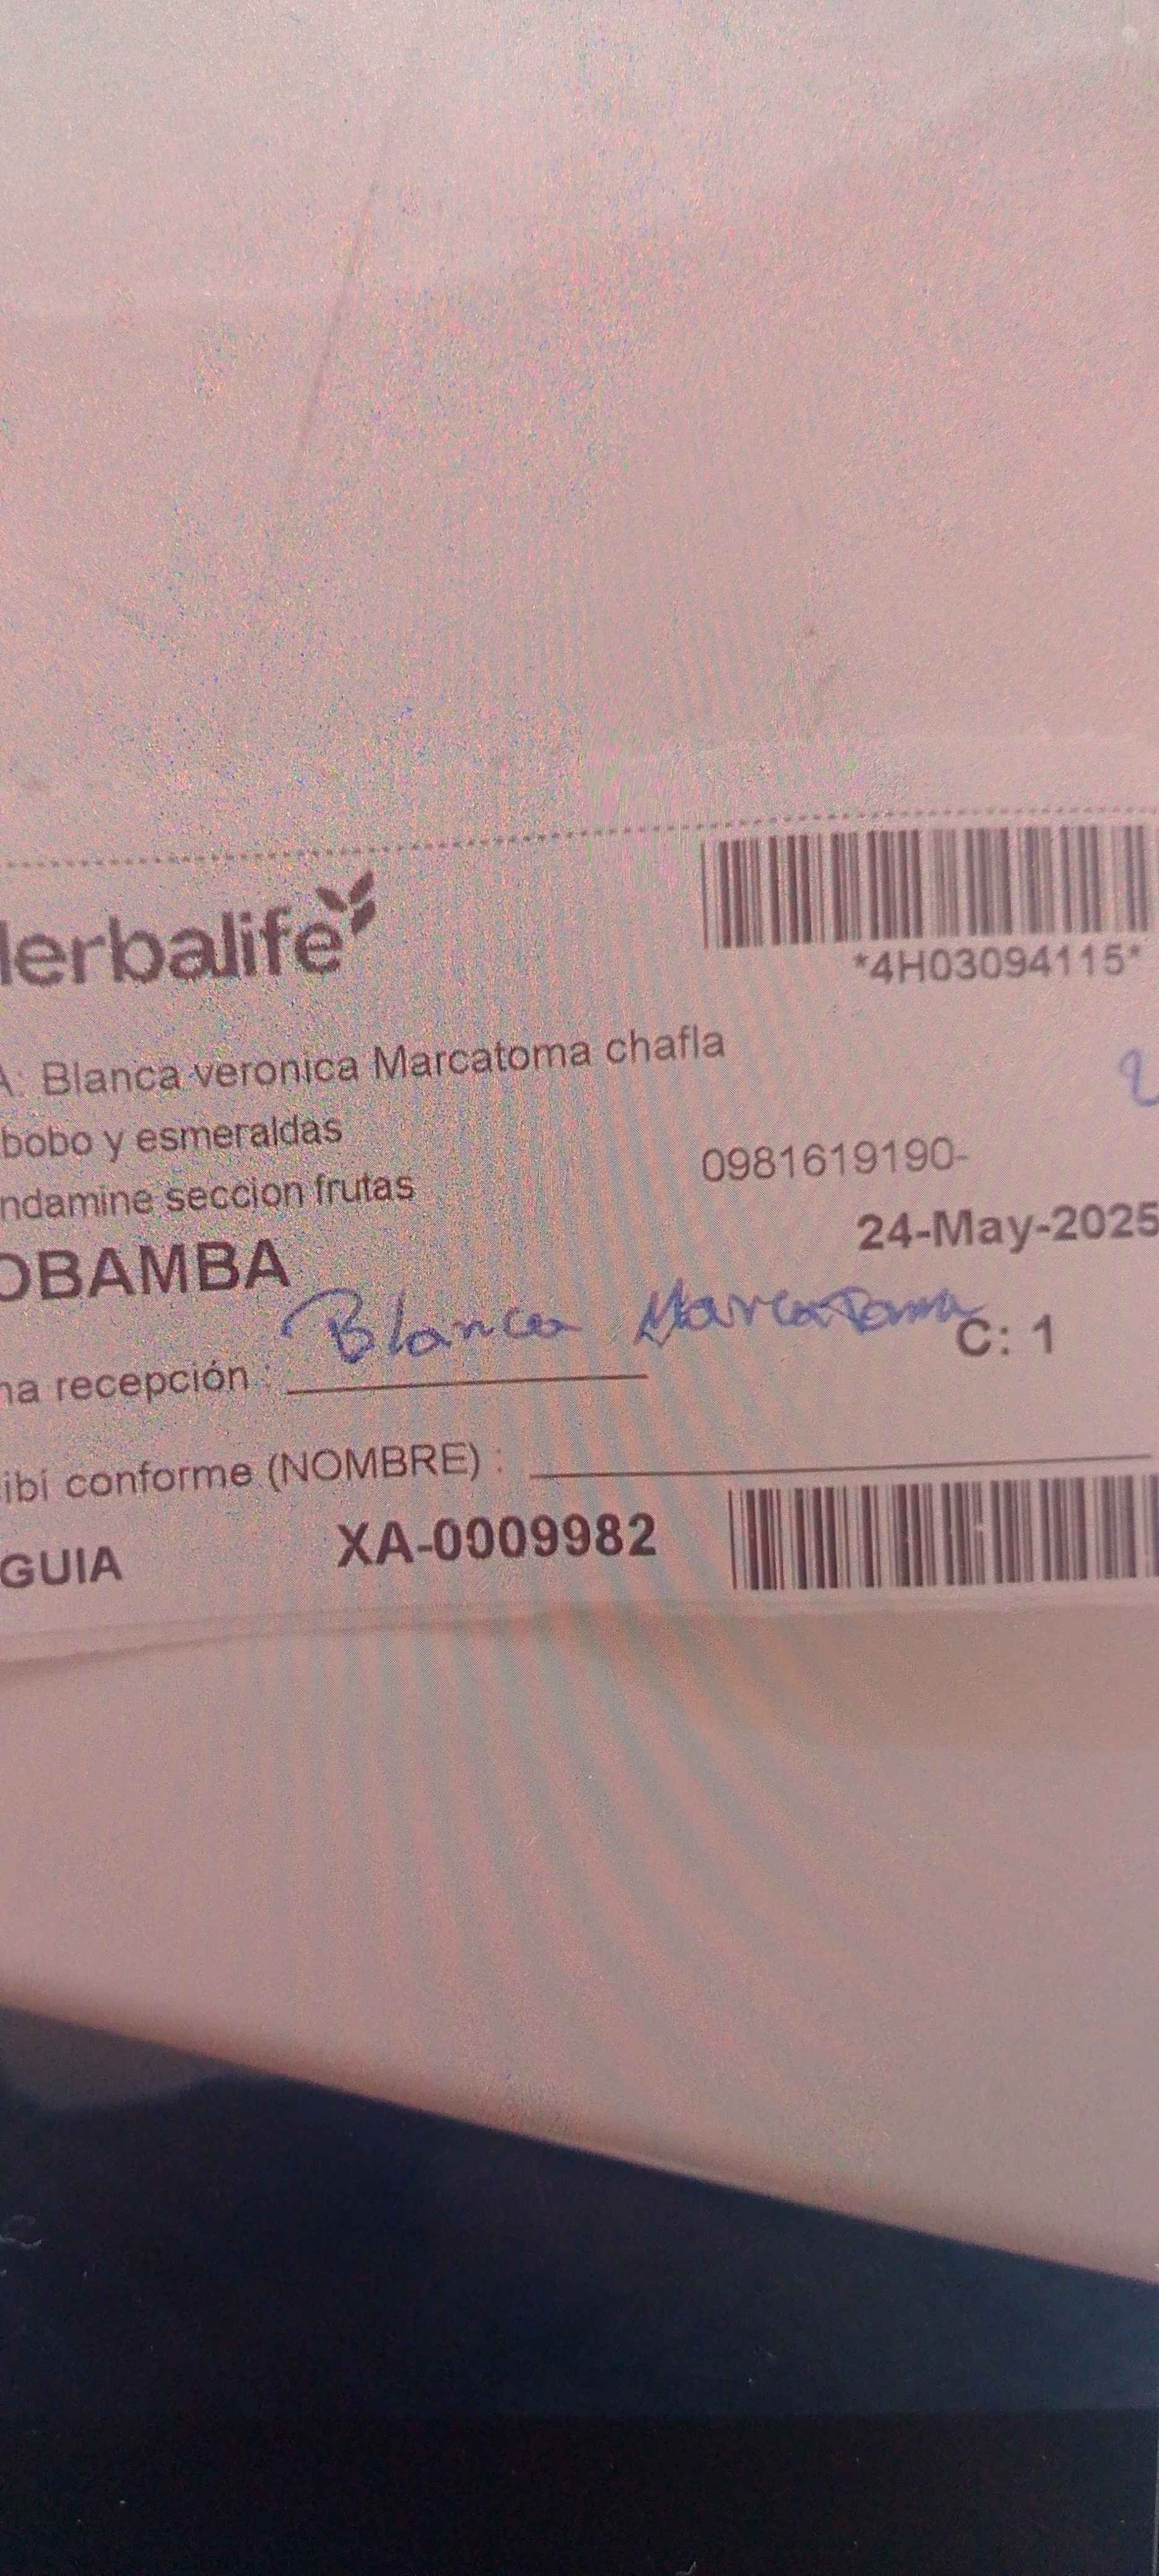 Herbalife
*4H03094115*
A: Blanca veronica Marcatoma chafla
bobo y esmeraldas
0981619190-
ndamine seccion frutas
24-May-2025
OBAMBA
Blanca Marcatoma
C: 1
na recepción :
ibí conforme (NOMBRE) :
GUIA XA-0009982